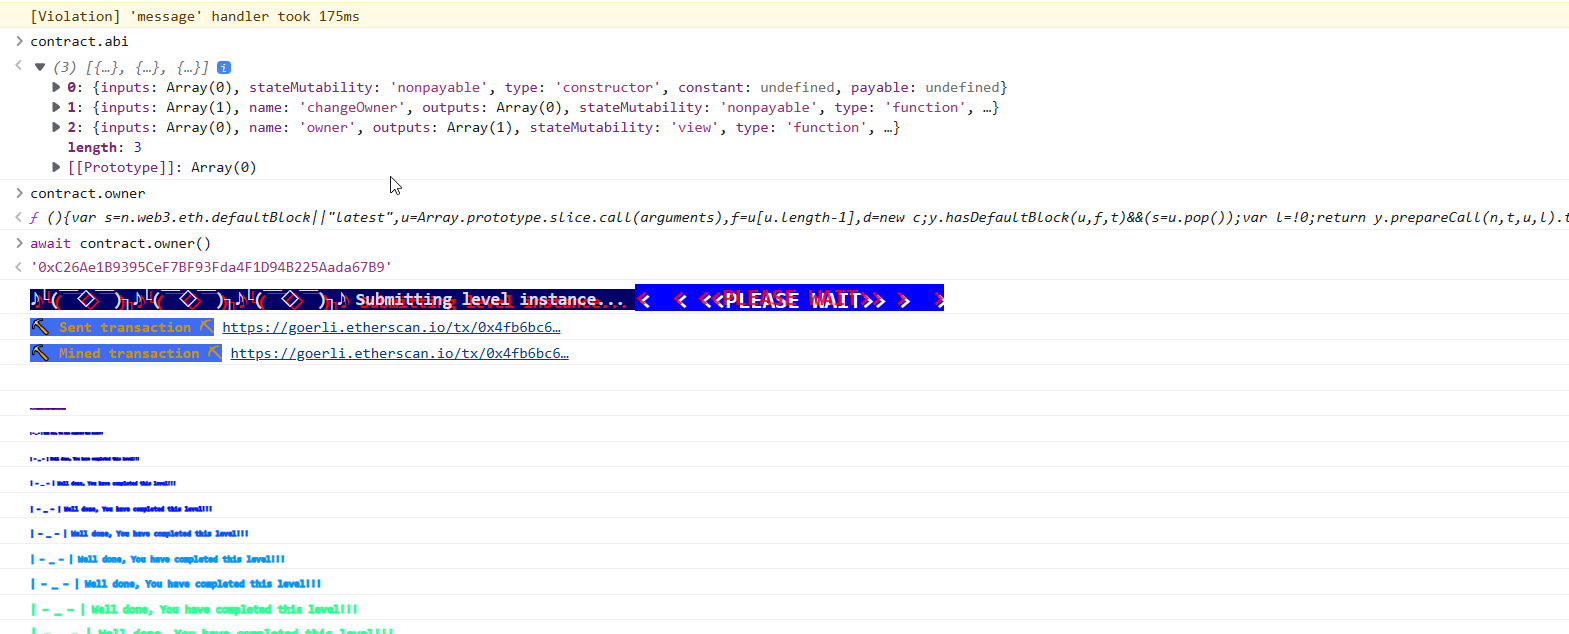 [Violation] 'message' handler took 175ms
> contract.abi
< ▼ (3) [{…}, {…}, {…}] i
▶ 0: {inputs: Array(0), stateMutability: 'nonpayable', type: 'constructor', constant: undefined, payable: undefined}
▶ 1: {inputs: Array(1), name: 'changeOwner', outputs: Array(0), stateMutability: 'nonpayable', type: 'function', …}
▶ 2: {inputs: Array(0), name: 'owner', outputs: Array(1), stateMutability: 'view', type: 'function', …}
length: 3
▶ [[Prototype]]: Array(0)
> contract.owner
< ƒ (){var s=n.web3.eth.defaultBlock||"latest",u=Array.prototype.slice.call(arguments),f=u[u.length-1],d=new c;y.hasDefaultBlock(u,f,t)&&(s=u.pop());var l=!0;return y.prepareCall(n,t,u,l).t
> await contract.owner()
< '0xC26Ae1B9395CeF7BF93Fda4F1D94B225Aada67B9'
♪└(￣◇￣)┐♪└(￣◇￣)┐♪└(￣◇￣)┐♪ Submitting level instance... < < <<PLEASE WAIT>> > >
⛏ Sent transaction ⛏ https://goerli.etherscan.io/tx/0x4fb6bc6…
⛏ Mined transaction ⛏ https://goerli.etherscan.io/tx/0x4fb6bc6…
| - _ - | Well done, You have completed this level!!!
| - _ - | Well done, You have completed this level!!!
| - _ - | Well done, You have completed this level!!!
| - _ - | Well done, You have completed this level!!!
| - _ - | Well done, You have completed this level!!!
| - _ - | Well done, You have completed this level!!!
| - _ - | Well done, You have completed this level!!!
| - _ - | Well done, You have completed this level!!!
| - _ - | Well done, You have completed this level!!!